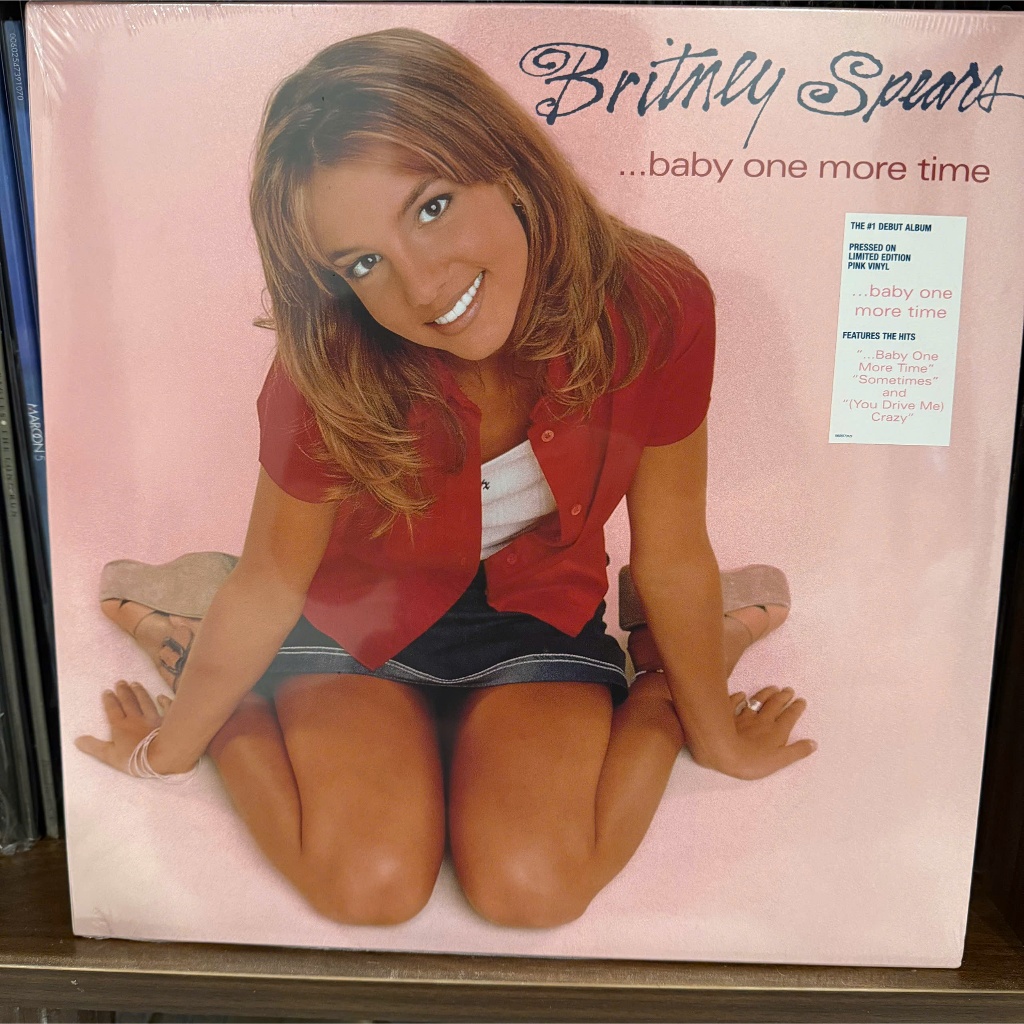 Britney Spears
...baby one more time
THE #1 DEBUT ALBUM
PRESSED ON
LIMITED EDITION
PINK VINYL
...baby one
more time
FEATURES THE HITS
"...Baby One
More Time"
"Sometimes"
and
"(You Drive Me)
Crazy"
MAROON 5